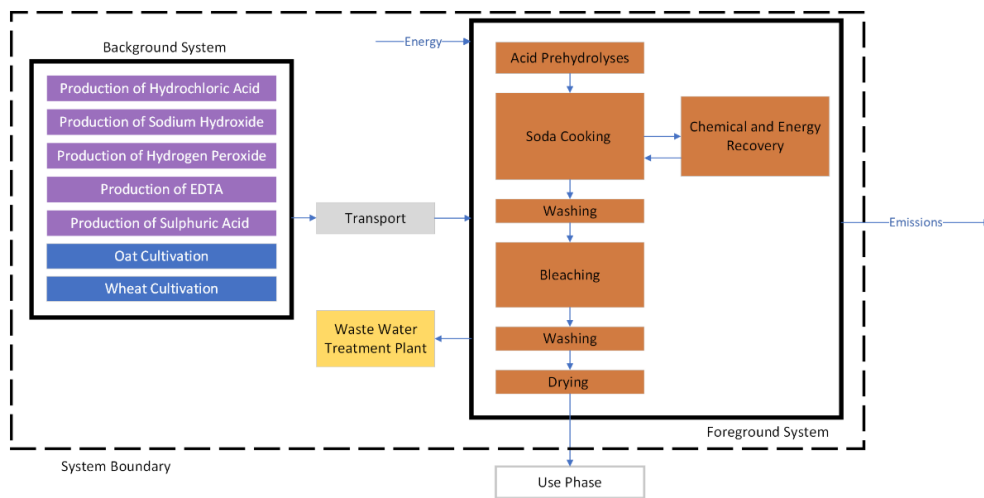 Background System
Production of Hydrochloric Acid
Production of Sodium Hydroxide
Production of Hydrogen Peroxide
Production of EDTA
Production of Sulphuric Acid
Oat Cultivation
Wheat Cultivation
Transport
Waste Water
Treatment Plant
Energy
Acid Prehydrolyses
Soda Cooking
Chemical and Energy
Recovery
Washing
Bleaching
Washing
Drying
Emissions
Foreground System
System Boundary
Use Phase